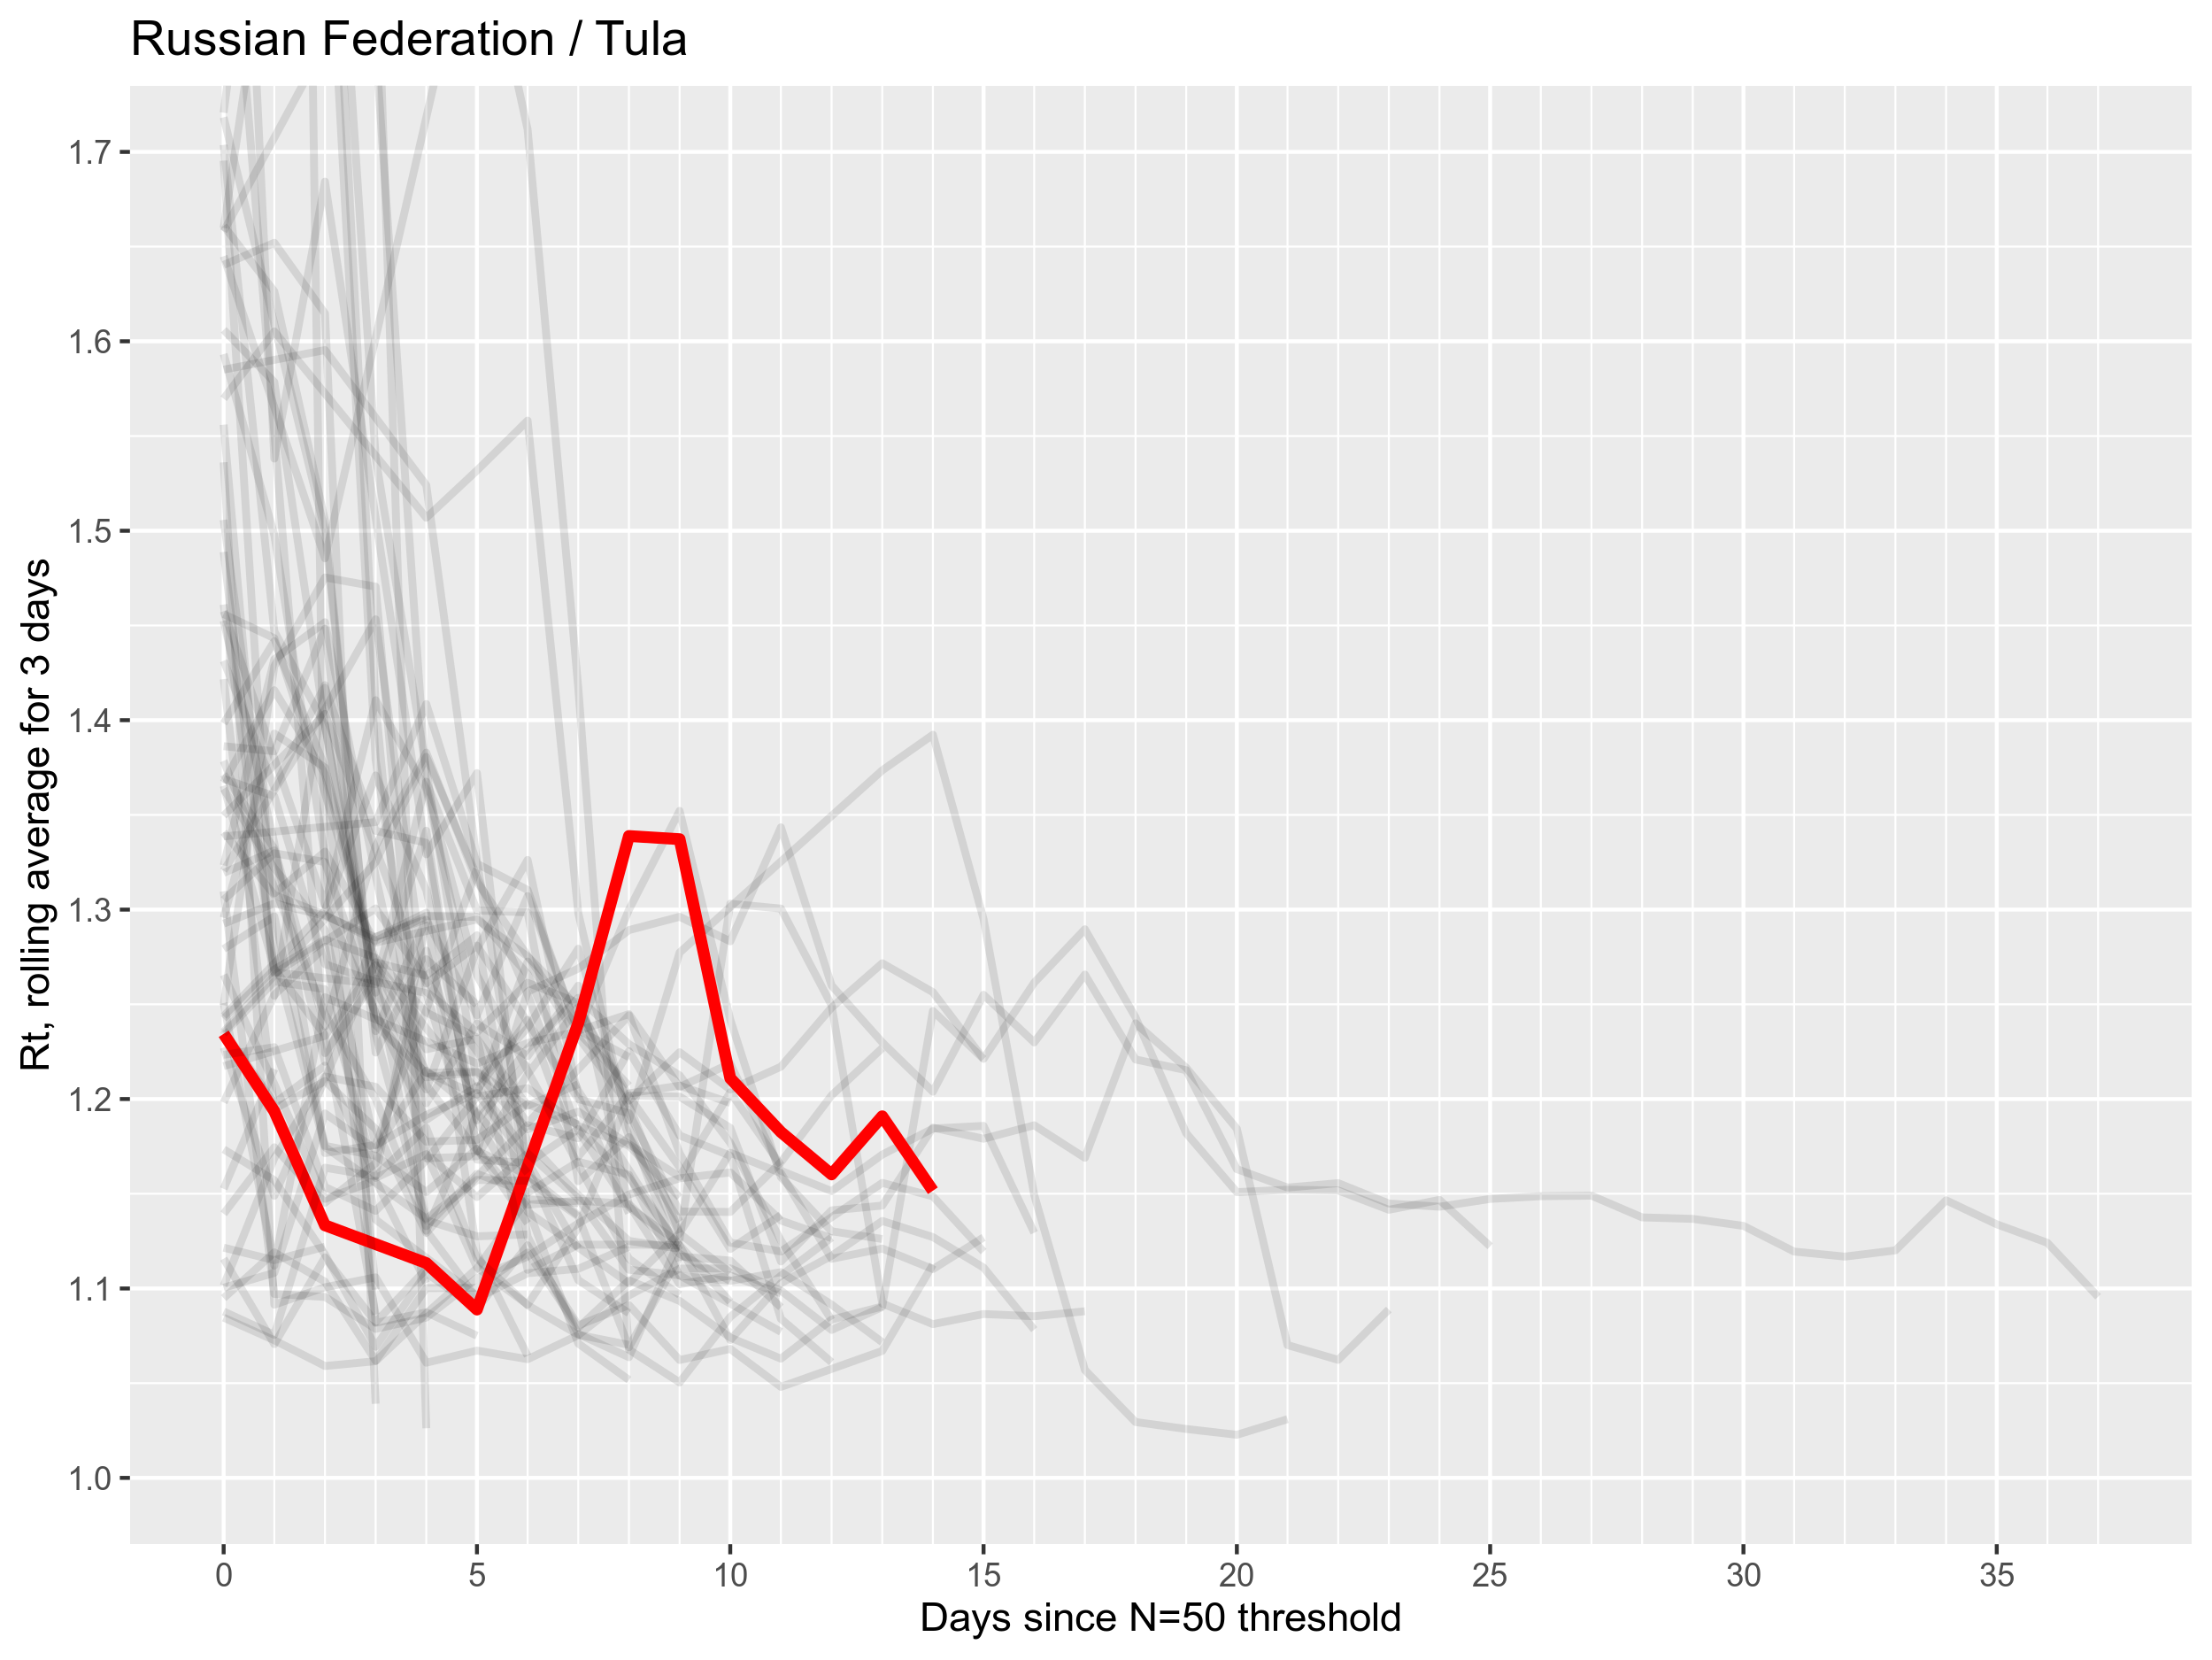 Russian Federation / Tula
Rt, rolling average for 3 days
1.7
1.6
1.5
1.4
1.3
1.2
1.1
1.0
0 5 10 15 20 25 30 35
Days since N=50 threshold